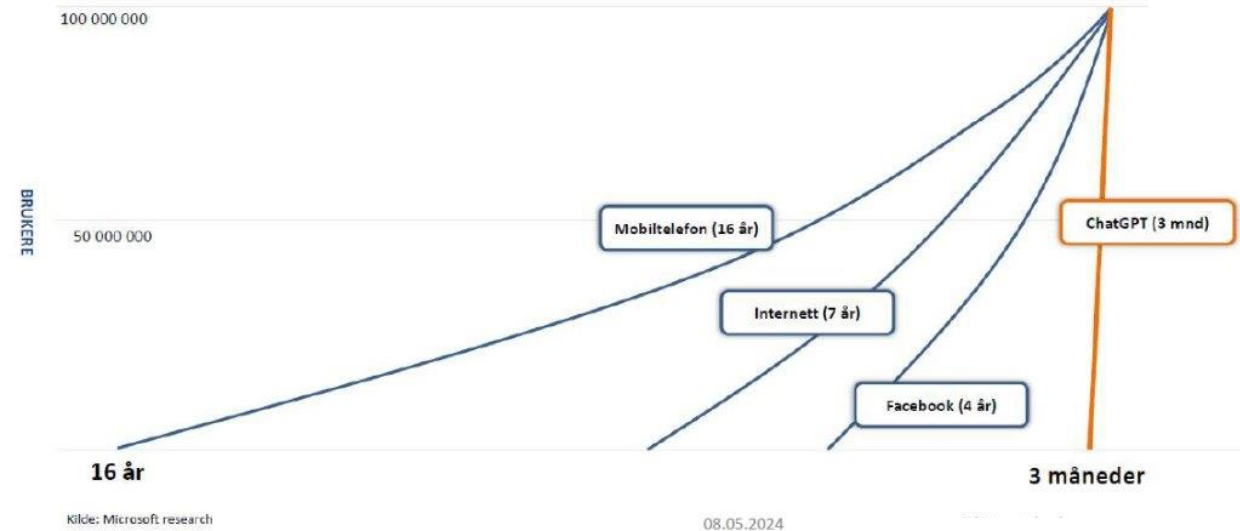 100 000 000
BRUKERE
50 000 000
Mobiltelefon (16 år)
ChatGPT (3 mnd)
Internett (7 år)
Facebook (4 år)
16 år
3 måneder
Kilde: Microsoft research
08.05.2024